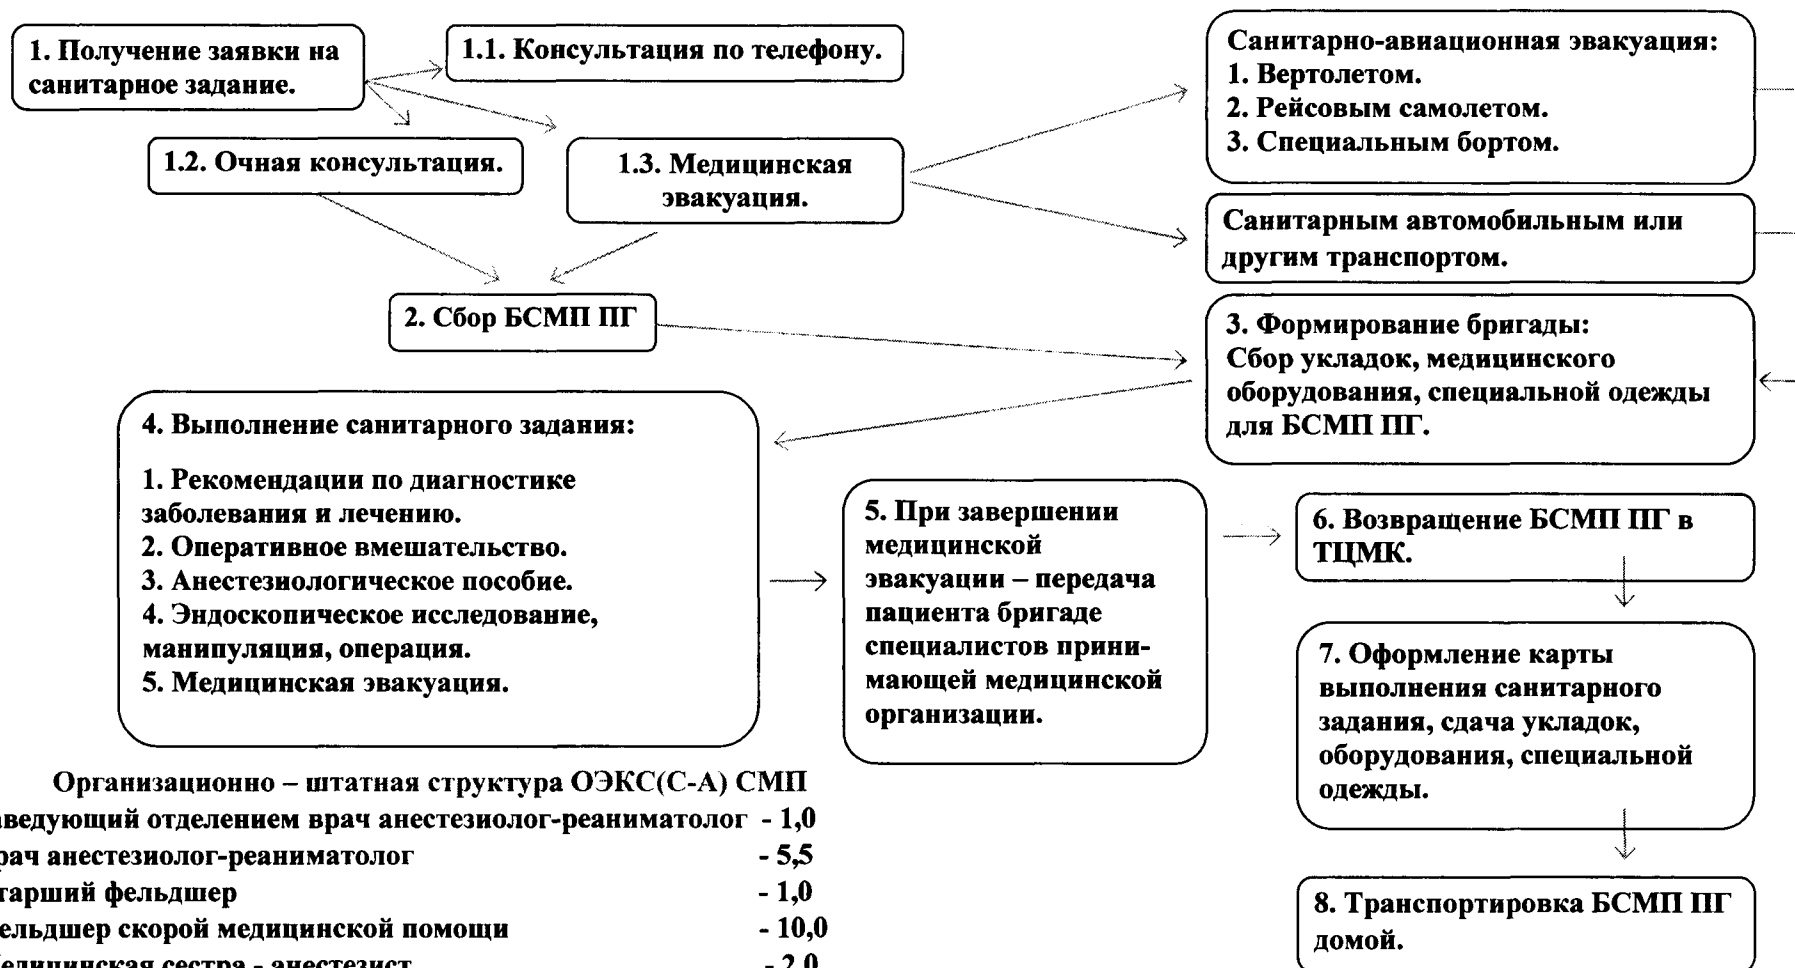 1. Получение заявки на
санитарное задание.
1.1. Консультация по телефону.
1.2. Очная консультация.
1.3. Медицинская
эвакуация.
Санитарно-авиационная эвакуация:
1. Вертолетом.
2. Рейсовым самолетом.
3. Специальным бортом.
Санитарным автомобильным или
другим транспортом.
2. Сбор БСМП ПГ
3. Формирование бригады:
Сбор укладок, медицинского
оборудования, специальной одежды
для БСМП ПГ.
4. Выполнение санитарного задания:
1. Рекомендации по диагностике
заболевания и лечению.
2. Оперативное вмешательство.
3. Анестезиологическое пособие.
4. Эндоскопическое исследование,
манипуляция, операция.
5. Медицинская эвакуация.
5. При завершении
медицинской
эвакуации – передача
пациента бригаде
специалистов прини-
мающей медицинской
организации.
6. Возвращение БСМП ПГ в
ТЦМК.
7. Оформление карты
выполнения санитарного
задания, сдача укладок,
оборудования, специальной
одежды.
8. Транспортировка БСМП ПГ
домой.
Организационно – штатная структура ОЭКС(С-А) СМП
аведующий отделением врач анестезиолог-реаниматолог - 1,0
рач анестезиолог-реаниматолог - 5,5
тарший фельдшер - 1,0
ельдшер скорой медицинской помощи - 10,0
Медицинская сестра - анестезист - 2,0